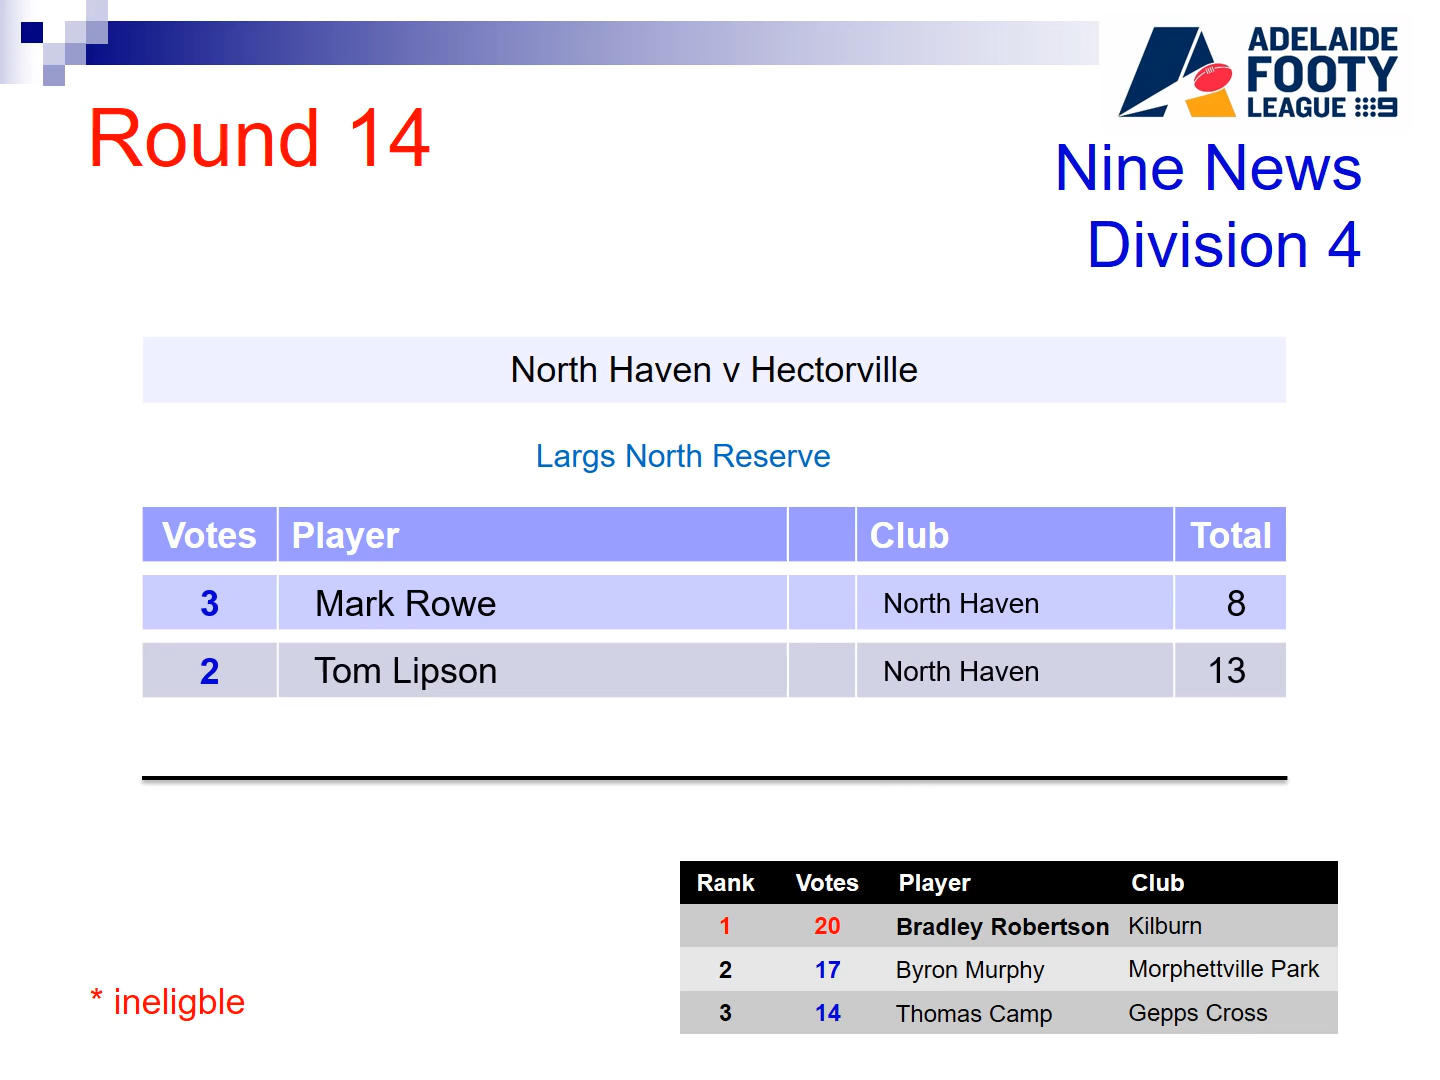 ADELAIDE
FOOTY
LEAGUE 9
Round 14
Nine News
Division 4
North Haven v Hectorville
Largs North Reserve
Votes Player Club Total
3 Mark Rowe North Haven 8
2 Tom Lipson North Haven 13
Rank Votes Player Club
1 20 Bradley Robertson Kilburn
2 17 Byron Murphy Morphettville Park
3 14 Thomas Camp Gepps Cross
* ineligble